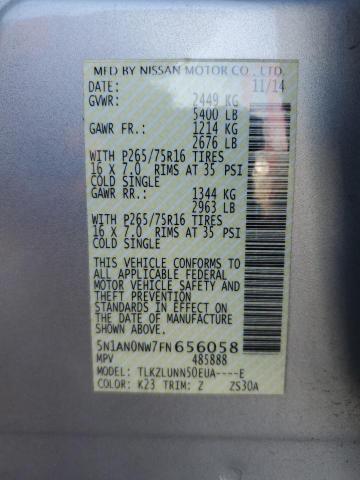 MFD BY NISSAN MOTOR CO., LTD.
DATE: 11/14
GVWR: 2449 KG
5400 LB
GAWR FR.: 1214 KG
2676 LB
WITH P265/75R16 TIRES
16 X 7.0 RIMS AT 35 PSI
COLD SINGLE
GAWR RR.: 1344 KG
2963 LB
WITH P265/75R16 TIRES
16 X 7.0 RIMS AT 35 PSI
COLD SINGLE
THIS VEHICLE CONFORMS TO
ALL APPLICABLE FEDERAL
MOTOR VEHICLE SAFETY
AND THEFT PREVENTION
STANDARDS IN EFFECT ON
THE DATE OF MANUFACTURE
SHOWN ABOVE.
5N1AN0NW7FN656058
MPV 485888
MODEL: TLKZLUNN50EUA----E
COLOR: K23 TRIM: Z ZS30A